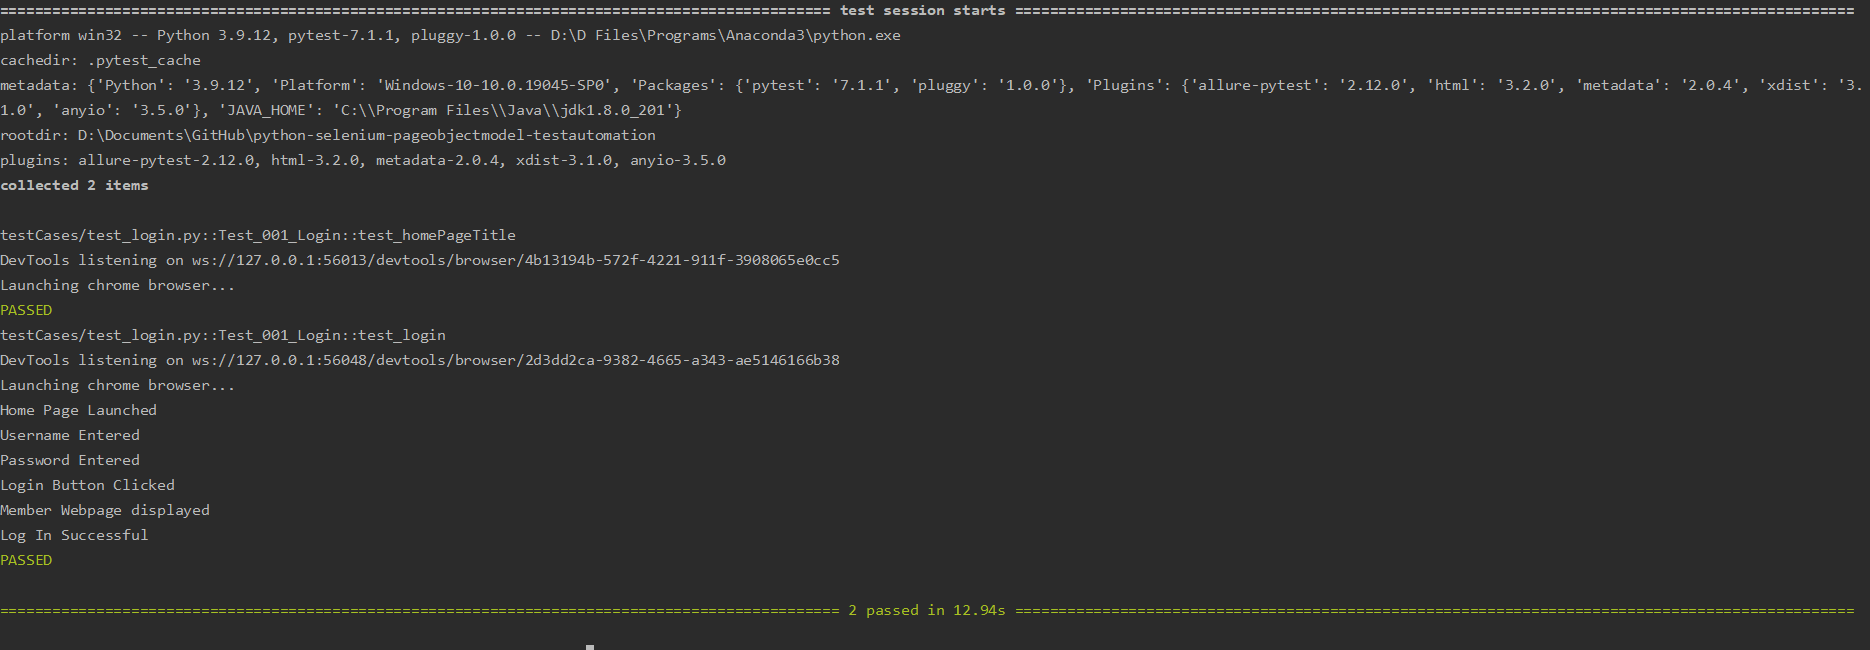 ================================================================================================ test session starts ================================================================================================
platform win32 -- Python 3.9.12, pytest-7.1.1, pluggy-1.0.0 -- D:\D Files\Programs\Anaconda3\python.exe
cachedir: .pytest_cache
metadata: {'Python': '3.9.12', 'Platform': 'Windows-10-10.0.19045-SP0', 'Packages': {'pytest': '7.1.1', 'pluggy': '1.0.0'}, 'Plugins': {'allure-pytest': '2.12.0', 'html': '3.2.0', 'metadata': '2.0.4', 'xdist': '3.
1.0', 'anyio': '3.5.0'}, 'JAVA_HOME': 'C:\\Program Files\\Java\\jdk1.8.0_201'}
rootdir: D:\Documents\GitHub\python-selenium-pageobjectmodel-testautomation
plugins: allure-pytest-2.12.0, html-3.2.0, metadata-2.0.4, xdist-3.1.0, anyio-3.5.0
collected 2 items
testCases/test_login.py::Test_001_Login::test_homePageTitle
DevTools listening on ws://127.0.0.1:56013/devtools/browser/4b13194b-572f-4221-911f-3908065e0cc5
Launching chrome browser...
PASSED
testCases/test_login.py::Test_001_Login::test_login
DevTools listening on ws://127.0.0.1:56048/devtools/browser/2d3dd2ca-9382-4665-a343-ae5146166b38
Launching chrome browser...
Home Page Launched
Username Entered
Password Entered
Login Button Clicked
Member Webpage displayed
Log In Successful
PASSED
================================================================================================= 2 passed in 12.94s ================================================================================================